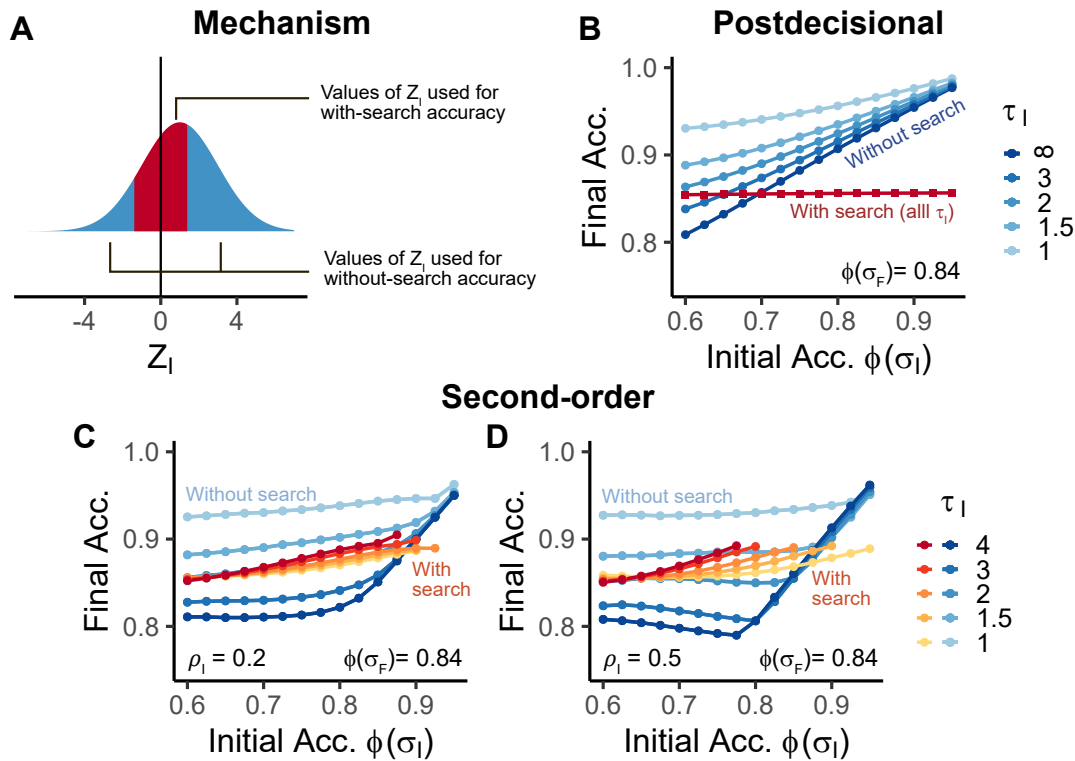 A
Mechanism
Values of Z_I used for
with-search accuracy
Values of Z_I used for
without-search accuracy
-4
0
4
Z_I
B
Postdecisional
1.0
0.9
0.8
Final Acc.
Without search
With search (alll τ_I)
ϕ(σ_F)= 0.84
0.6
0.7
0.8
0.9
Initial Acc. ϕ(σ_I)
τ_I
∞
3
2
1.5
1
Second-order
C
1.0
0.9
0.8
Final Acc.
Without search
With
search
ρ_I = 0.2
ϕ(σ_F)= 0.84
0.6
0.7
0.8
0.9
Initial Acc. ϕ(σ_I)
D
1.0
0.9
0.8
Final Acc.
Without search
With
search
ρ_I = 0.5
ϕ(σ_F)= 0.84
0.6
0.7
0.8
0.9
Initial Acc. ϕ(σ_I)
τ_I
4
3
2
1.5
1